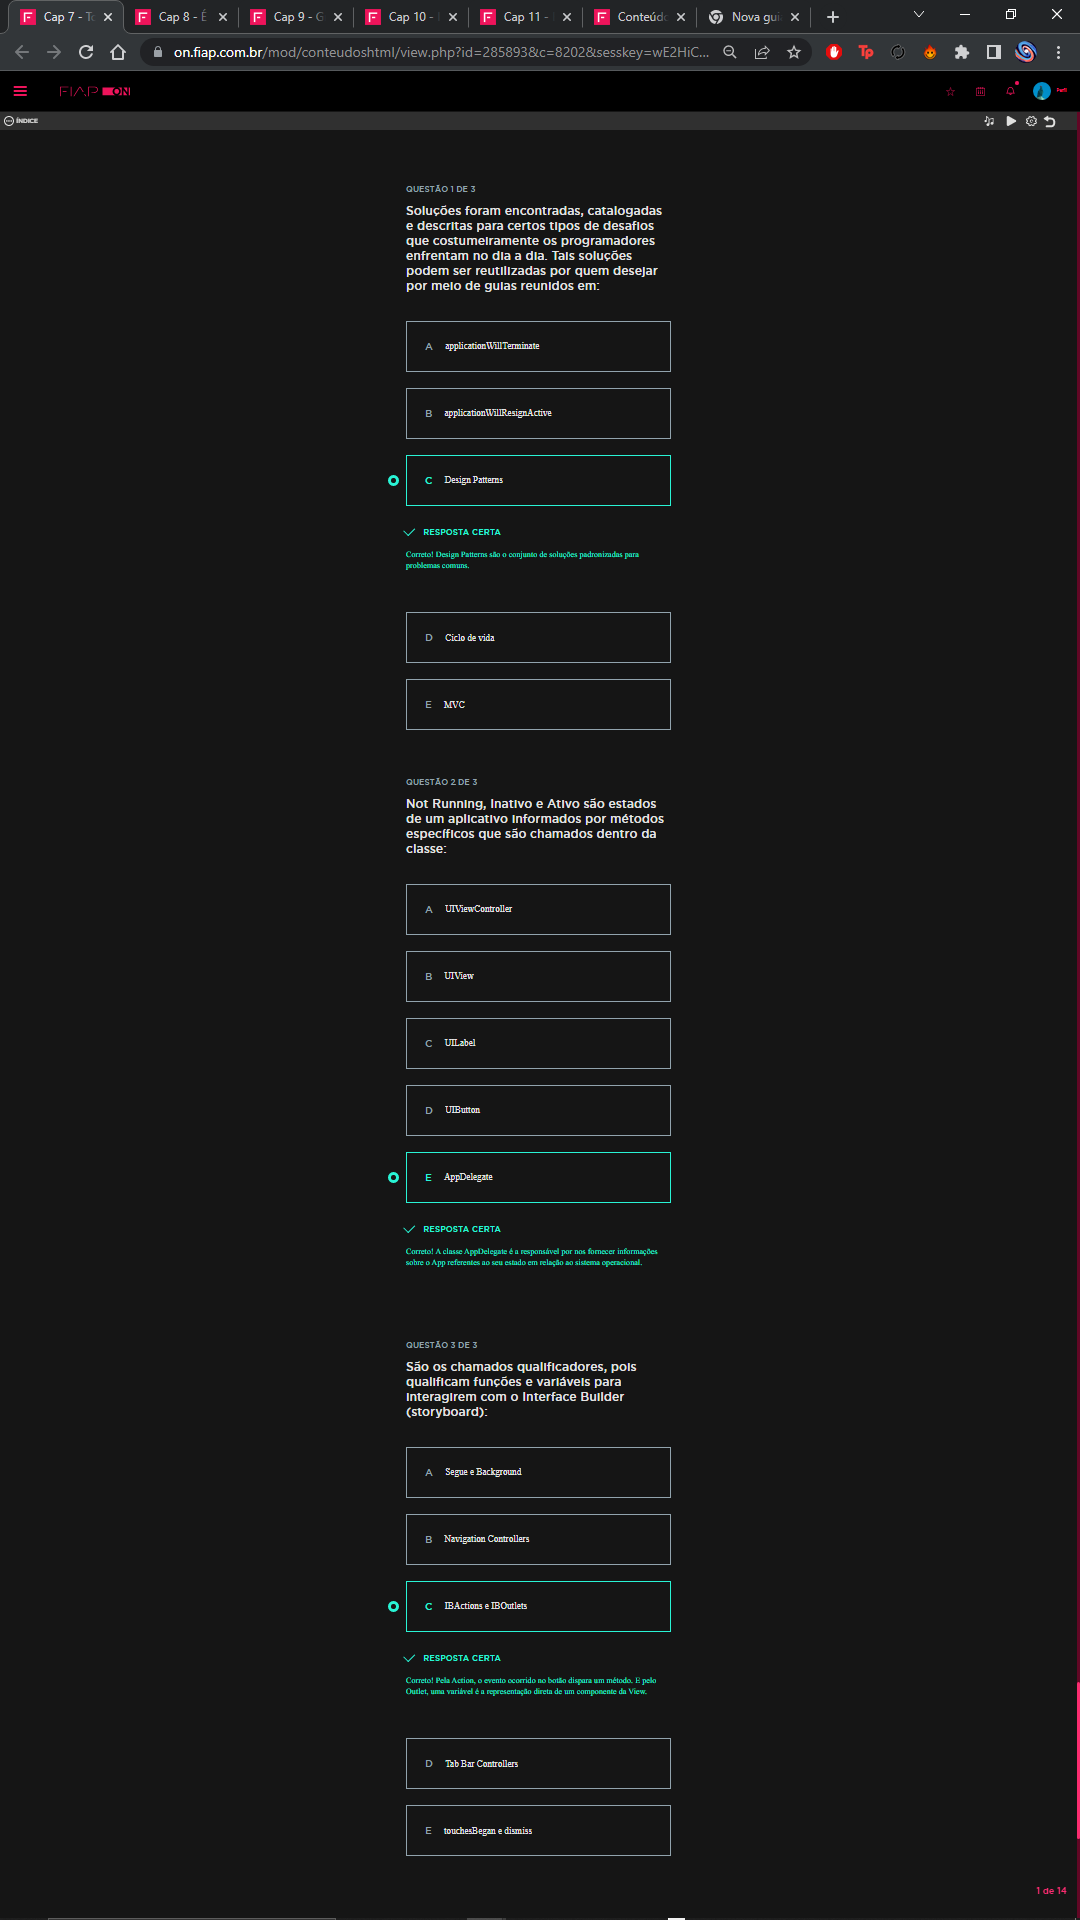 Cap 7 - To
Cap 8 - É
Cap 9 - G
Cap 10 -
Cap 11 -
Conteúdo
Nova gui
on.fiap.com.br/mod/conteudoshtml/view.php?id=285893&c=8202&sesskey=wE2HiC...
FIAP ON
ÍNDICE
QUESTÃO 1 DE 3
Soluções foram encontradas, catalogadas
e descritas para certos tipos de desafios
que costumeiramente os programadores
enfrentam no dia a dia. Tais soluções
podem ser reutilizadas por quem desejar
por meio de guias reunidos em:
A applicationWillTerminate
B applicationWillResignActive
C Design Patterns
RESPOSTA CERTA
Correto! Design Patterns são o conjunto de soluções padronizadas para
problemas comuns.
D Ciclo de vida
E MVC
QUESTÃO 2 DE 3
Not Running, Inativo e Ativo são estados
de um aplicativo informados por métodos
específicos que são chamados dentro da
classe:
A UIViewController
B UIView
C UILabel
D UIButton
E AppDelegate
RESPOSTA CERTA
Correto! A classe AppDelegate é a responsável por nos fornecer informações
sobre o App referentes ao seu estado em relação ao sistema operacional.
QUESTÃO 3 DE 3
São os chamados qualificadores, pois
qualificam funções e variáveis para
interagirem com o Interface Builder
(storyboard):
A Segue e Background
B Navigation Controllers
C IBActions e IBOutlets
RESPOSTA CERTA
Correto! Pela Action, o evento ocorrido no botão dispara um método. E pelo
Outlet, uma variável é a representação direta de um componente da View.
D Tab Bar Controllers
E touchesBegan e dismiss
1 de 14